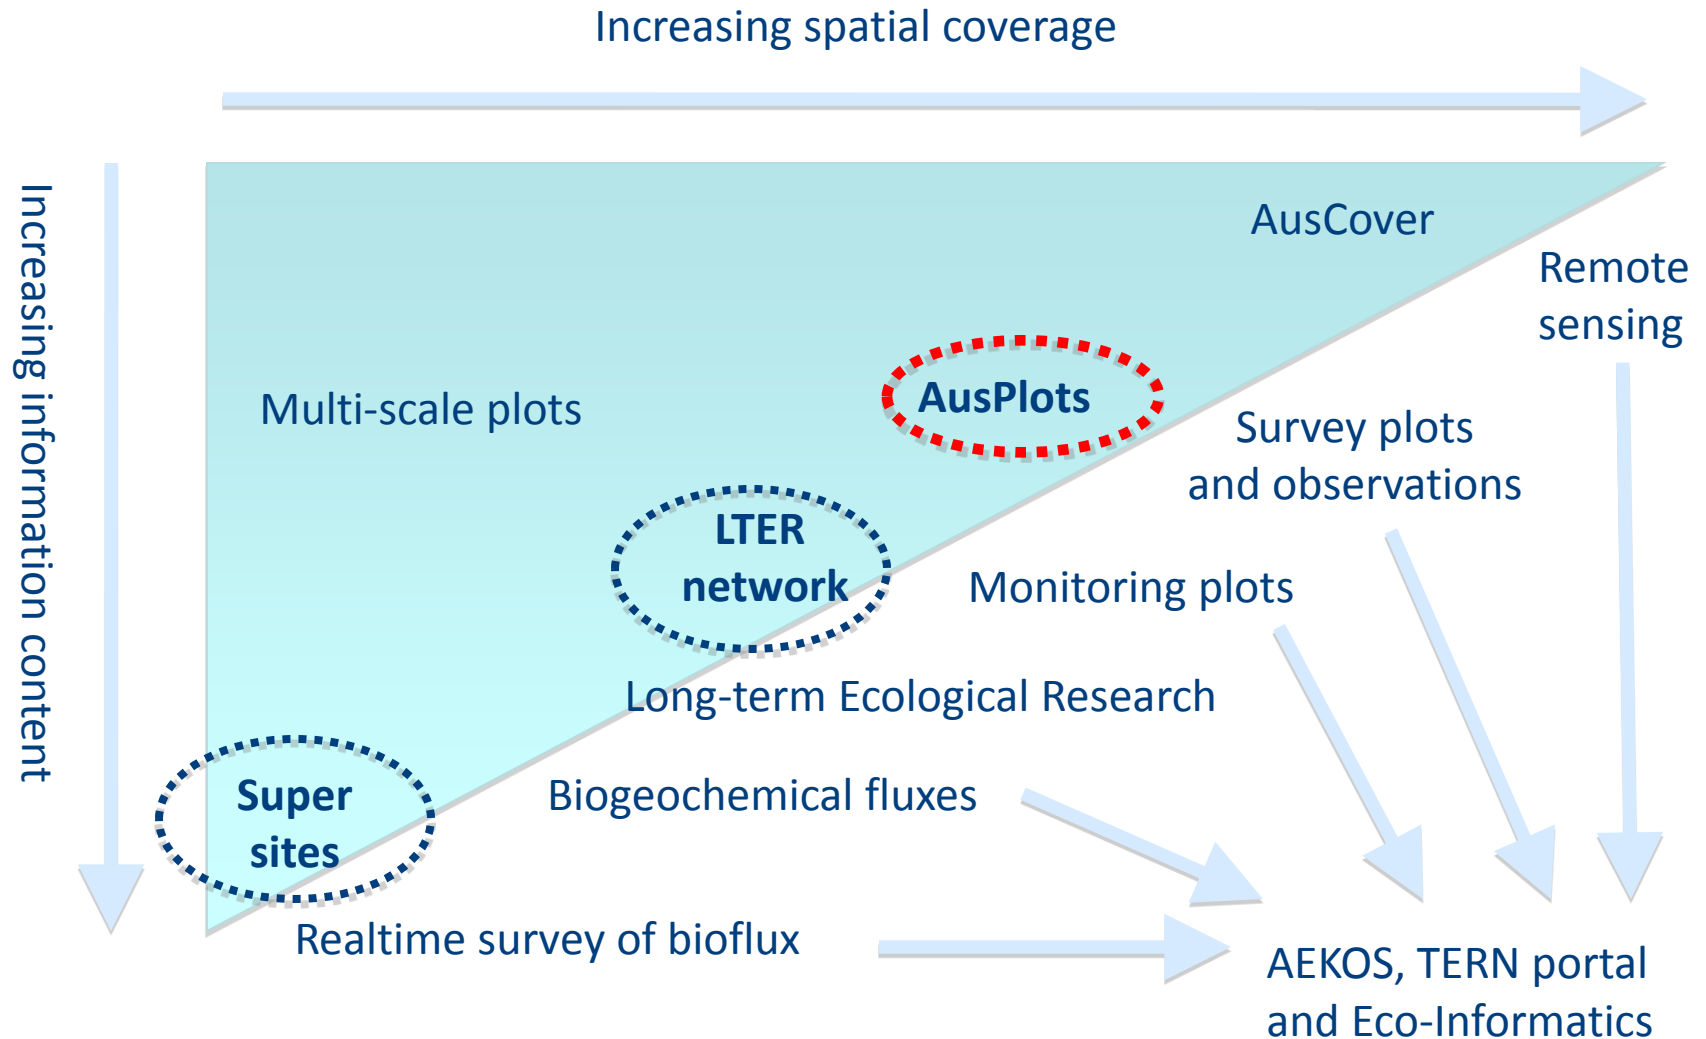 Increasing spatial coverage
Increasing information content
AusCover
Remote
sensing
Multi-scale plots
AusPlots
Survey plots
and observations
LTER
network
Monitoring plots
Long-term Ecological Research
Super
sites
Biogeochemical fluxes
Realtime survey of bioflux
AEKOS, TERN portal
and Eco-Informatics